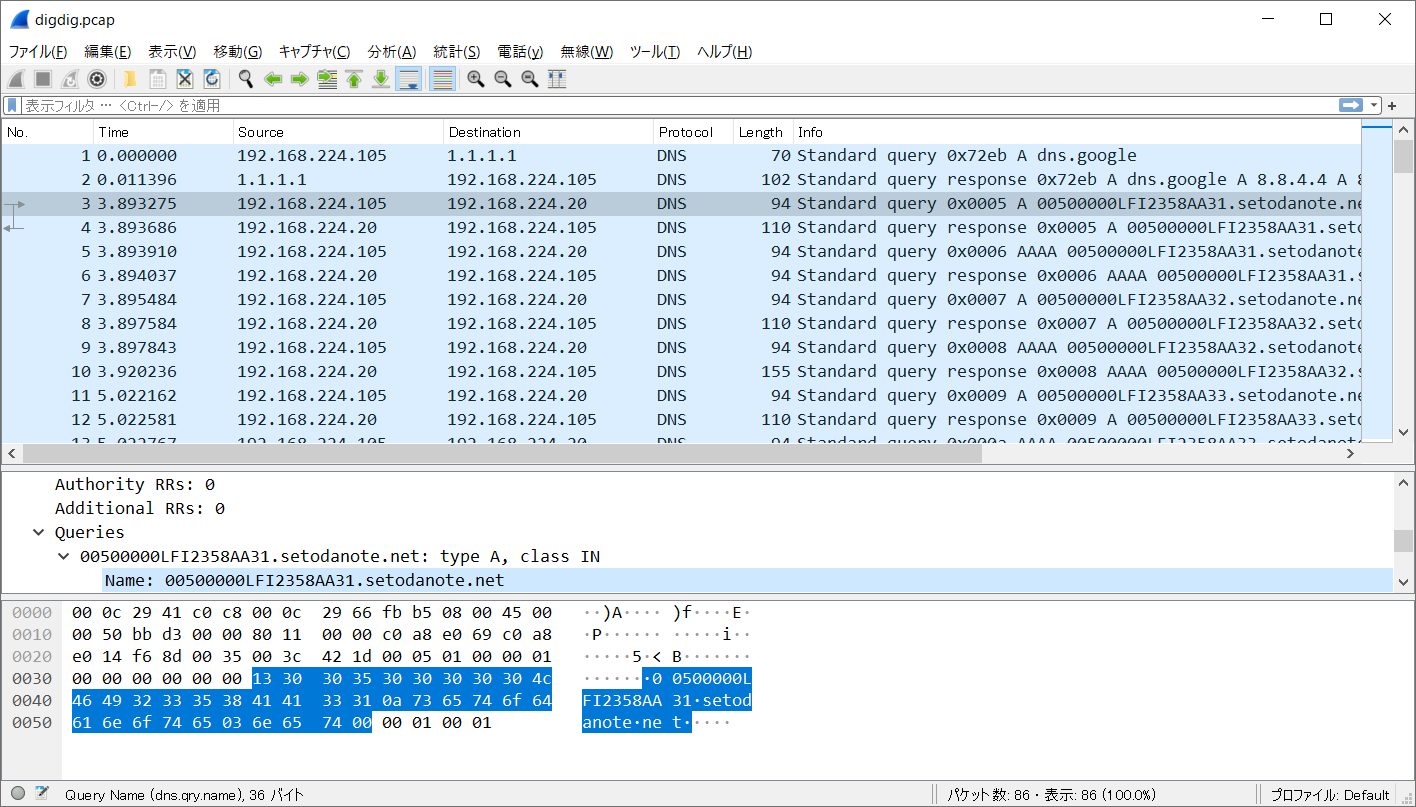 digdig.pcap
ファイル(F) 編集(E) 表示(V) 移動(G) キャプチャ(C) 分析(A) 統計(S) 電話(y) 無線(W) ツール(T) ヘルプ(H)
表示フィルタ … <Ctrl-/> を適用
No. Time Source Destination Protocol Length Info
1 0.000000 192.168.224.105 1.1.1.1 DNS 70 Standard query 0x72eb A dns.google
2 0.011396 1.1.1.1 192.168.224.105 DNS 102 Standard query response 0x72eb A dns.google A 8.8.4.4 A 8
3 3.893275 192.168.224.105 192.168.224.20 DNS 94 Standard query 0x0005 A 00500000LFI2358AA31.setodanote.ne
4 3.893686 192.168.224.20 192.168.224.105 DNS 110 Standard query response 0x0005 A 00500000LFI2358AA31.setc
5 3.893910 192.168.224.105 192.168.224.20 DNS 94 Standard query 0x0006 AAAA 00500000LFI2358AA31.setodanote
6 3.894037 192.168.224.20 192.168.224.105 DNS 94 Standard query response 0x0006 AAAA 00500000LFI2358AA31.s
7 3.895484 192.168.224.105 192.168.224.20 DNS 94 Standard query 0x0007 A 00500000LFI2358AA32.setodanote.ne
8 3.897584 192.168.224.20 192.168.224.105 DNS 110 Standard query response 0x0007 A 00500000LFI2358AA32.setc
9 3.897843 192.168.224.105 192.168.224.20 DNS 94 Standard query 0x0008 AAAA 00500000LFI2358AA32.setodanote
10 3.920236 192.168.224.20 192.168.224.105 DNS 155 Standard query response 0x0008 AAAA 00500000LFI2358AA32.s
11 5.022162 192.168.224.105 192.168.224.20 DNS 94 Standard query 0x0009 A 00500000LFI2358AA33.setodanote.ne
12 5.022581 192.168.224.20 192.168.224.105 DNS 110 Standard query response 0x0009 A 00500000LFI2358AA33.setc
13 5.022767 192.168.224.105 192.168.224.20 DNS 94 Standard query 0x000a AAAA 00500000LFI2358AA33.setodanote
Authority RRs: 0
Additional RRs: 0
Queries
00500000LFI2358AA31.setodanote.net: type A, class IN
Name: 00500000LFI2358AA31.setodanote.net
0000 00 0c 29 41 c0 c8 00 0c 29 66 fb b5 08 00 45 00 ··)A···· )f····E·
0010 00 50 bb d3 00 00 80 11 00 00 c0 a8 e0 69 c0 a8 ·P······ ·····i··
0020 e0 14 f6 8d 00 35 00 3c 42 1d 00 05 01 00 00 01 ·····5·< B·······
0030 00 00 00 00 00 00 13 30 30 35 30 30 30 30 30 4c ·······0 0500000L
0040 46 49 32 33 35 38 41 41 33 31 0a 73 65 74 6f 64 FI2358AA 31·setod
0050 61 6e 6f 74 65 03 6e 65 74 00 00 01 00 01 anote·ne t·····
Query Name (dns.qry.name), 36 バイト パケット数: 86 · 表示: 86 (100.0%) プロファイル: Default